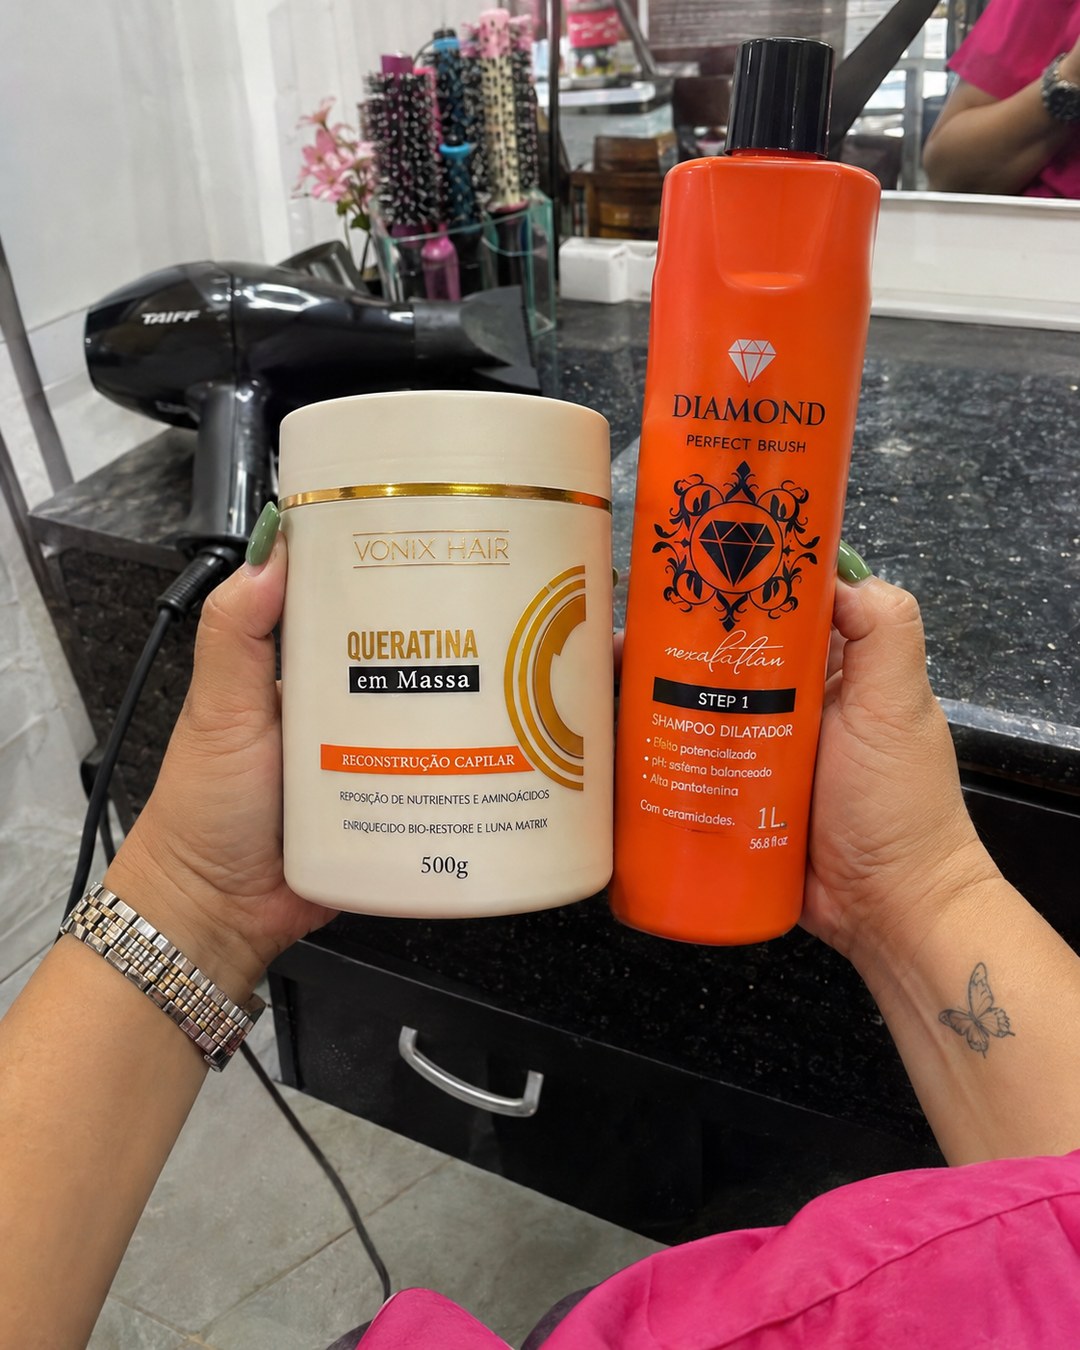 TAIFF
VONIX HAIR
QUERATINA
em Massa
RECONSTRUÇÃO CAPILAR
REPOSIÇÃO DE NUTRIENTES E AMINOÁCIDOS
ENRIQUECIDO BIO-RESTORE E LUNA MATRIX
500g
DIAMOND
PERFECT BRUSH
STEP 1
SHAMPOO DILATADOR
• Efeito potencializado
• pH: sistema balanceado
• Alta pantotenina
Com ceramidades.
1L.
56.8 fl oz